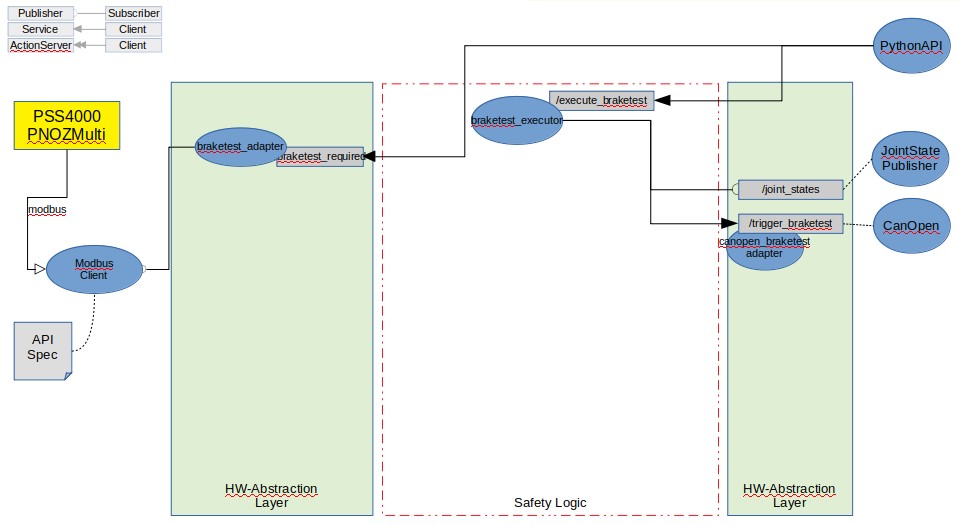 Publisher
Subscriber
Service
Client
ActionServer
Client
PSS4000
PNOZMulti
modbus
Modbus
Client
API
Spec
braketest_adapter
braketest_required
HW-Abstraction
Layer
/execute_braketest
braketest_executor
Safety Logic
/joint_states
/trigger_braketest
canopen_braketest
adapter
HW-Abstraction
Layer
PythonAPI
JointState
Publisher
CanOpen